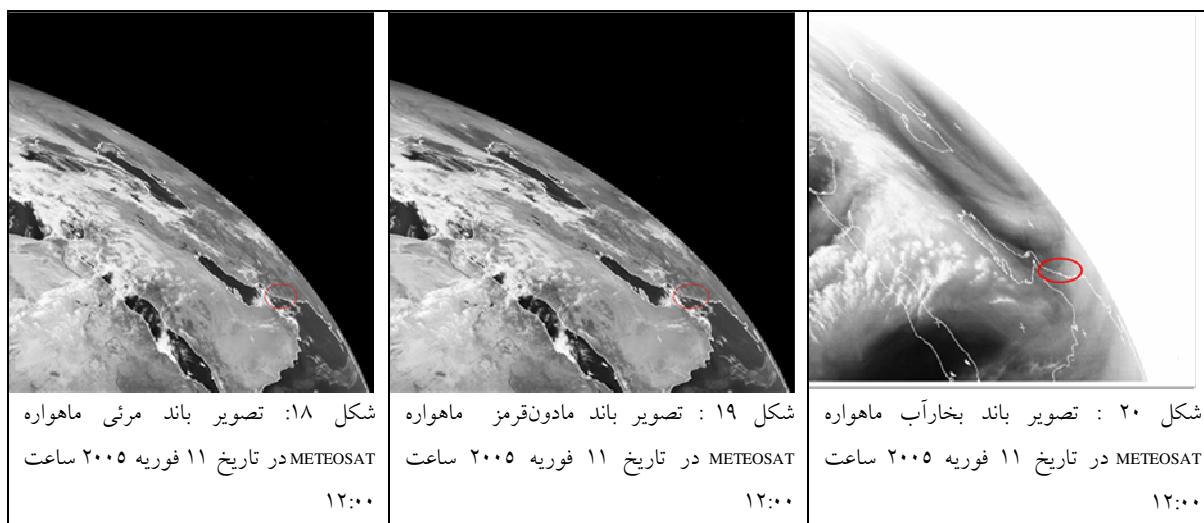 شکل ۱۸: تصویر باند مرئی ماهواره
METEOSAT در تاریخ ۱۱ فوریه ۲۰۰۵ ساعت
۱۲:۰۰
شکل ۱۹ : تصویر باند مادون‌قرمز ماهواره
METEOSAT در تاریخ ۱۱ فوریه ۲۰۰۵ ساعت
۱۲:۰۰
شکل ۲۰ : تصویر باند بخارآب ماهواره
METEOSAT در تاریخ ۱۱ فوریه ۲۰۰۵ ساعت
۱۲:۰۰